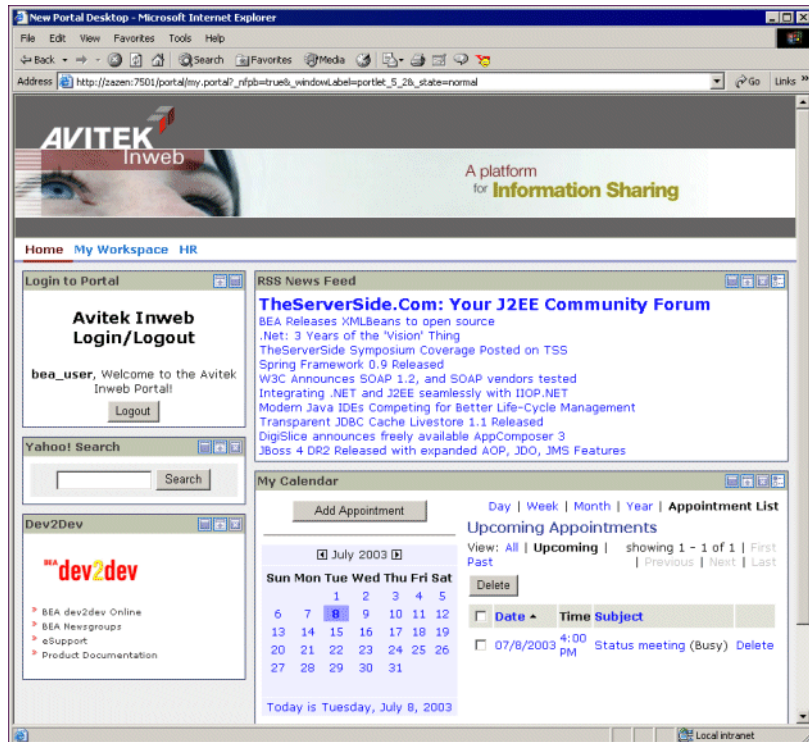 New Portal Desktop - Microsoft Internet Explorer
File Edit View Favorites Tools Help
Back Search Favorites Media
Address http://zazen:7501/portal/my.portal?_nfpb=true&_windowLabel=portlet_5_2&_state=normal Go Links »
AVITEK
Inweb
A platform
for Information Sharing
Home My Workspace HR
Login to Portal
Avitek Inweb
Login/Logout
bea_user, Welcome to the Avitek
Inweb Portal!
Logout
Yahoo! Search
Search
Dev2Dev
BEA dev2dev
» BEA dev2dev Online
» BEA Newsgroups
» eSupport
» Product Documentation
RSS News Feed
TheServerSide.Com: Your J2EE Community Forum
BEA Releases XMLBeans to open source
.Net: 3 Years of the 'Vision' Thing
TheServerSide Symposium Coverage Posted on TSS
Spring Framework 0.9 Released
W3C Announces SOAP 1.2, and SOAP vendors tested
Integrating .NET and J2EE seamlessly with IIOP.NET
Modern Java IDEs Competing for Better Life-Cycle Management
Transparent JDBC Cache Livestore 1.1 Released
DigiSlice announces freely available AppComposer 3
JBoss 4 DR2 Released with expanded AOP, JDO, JMS Features
My Calendar
Add Appointment
July 2003
Sun Mon Tue Wed Thu Fri Sat
1 2 3 4 5
6 7 8 9 10 11 12
13 14 15 16 17 18 19
20 21 22 23 24 25 26
27 28 29 30 31
Today is Tuesday, July 8, 2003
Day | Week | Month | Year | Appointment List
Upcoming Appointments
View: All | Upcoming | showing 1 - 1 of 1 | First
Past | Previous | Next | Last
Delete
Date Time Subject
07/8/2003 4:00 PM Status meeting (Busy) Delete
Local intranet